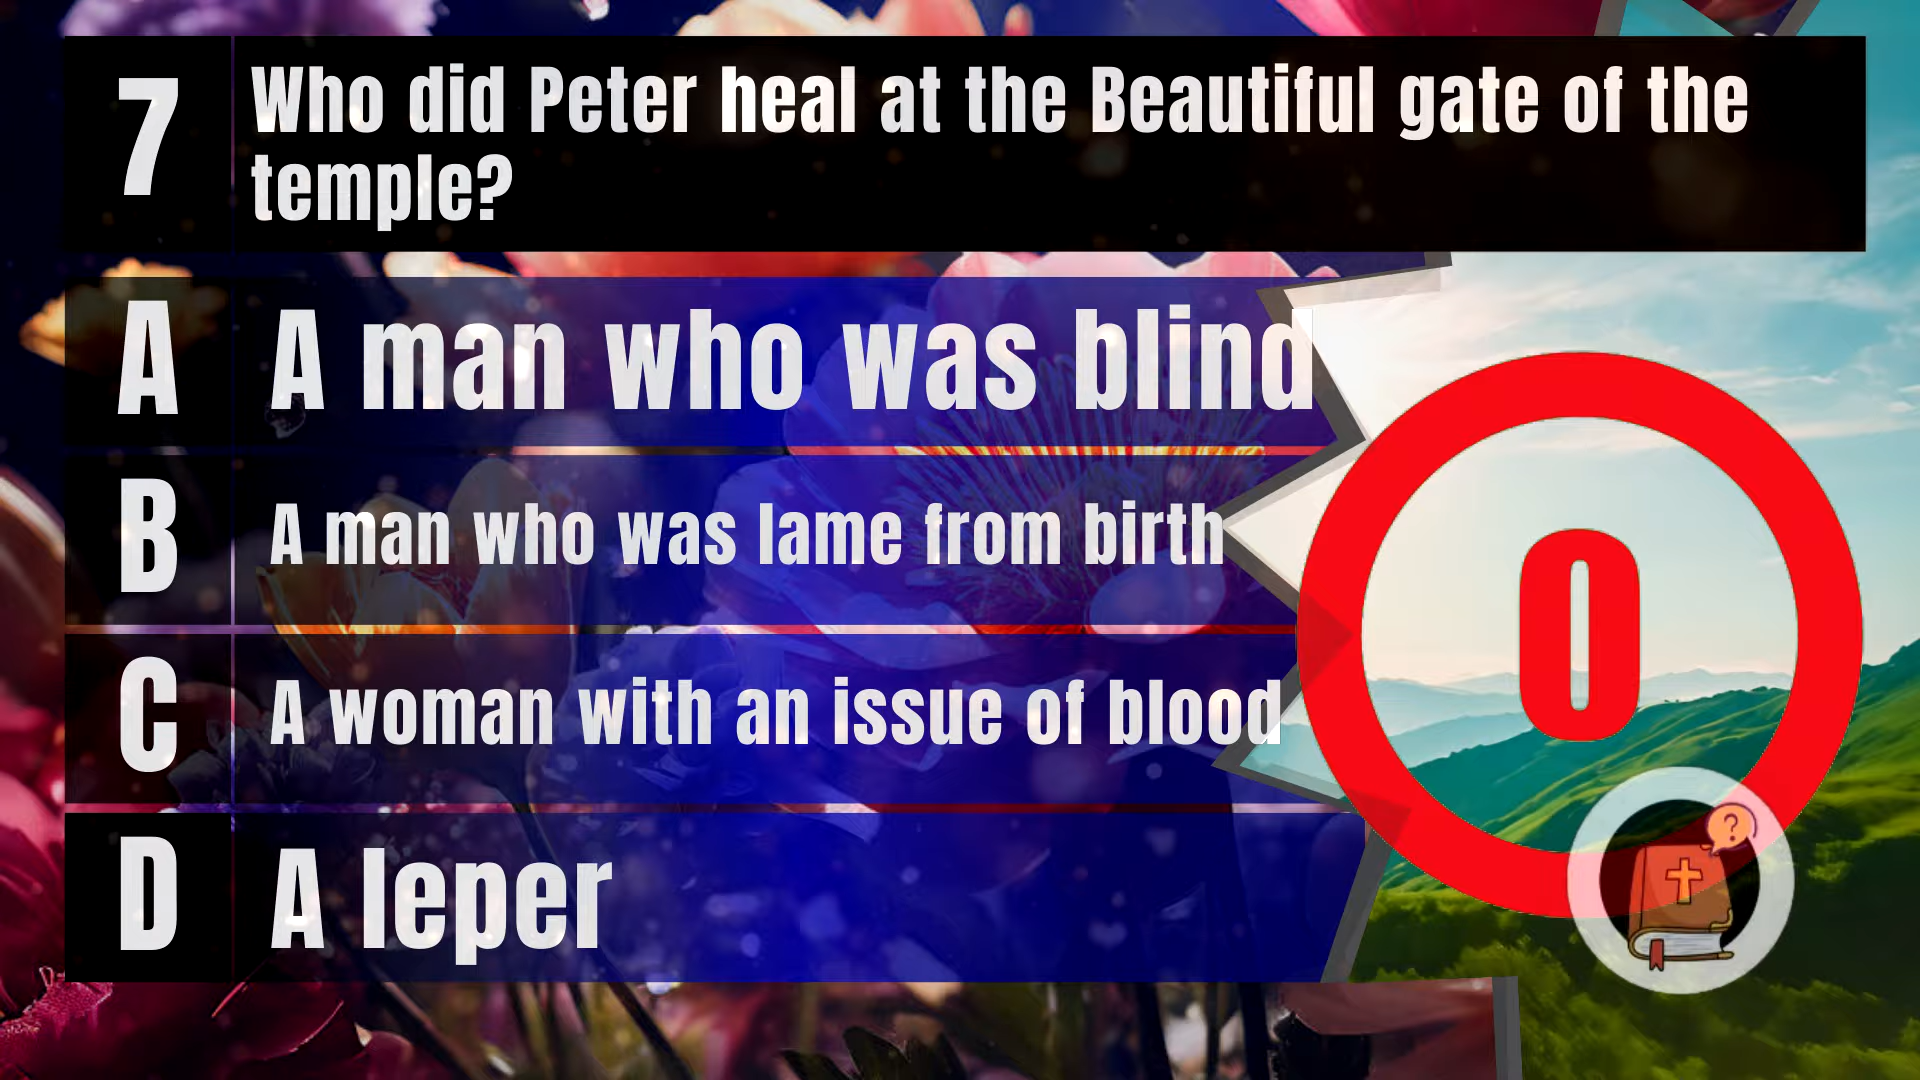 7
Who did Peter heal at the Beautiful gate of the
temple?
A
A man who was blind
B
A man who was lame from birth
C
A woman with an issue of blood
D
A leper
0
?